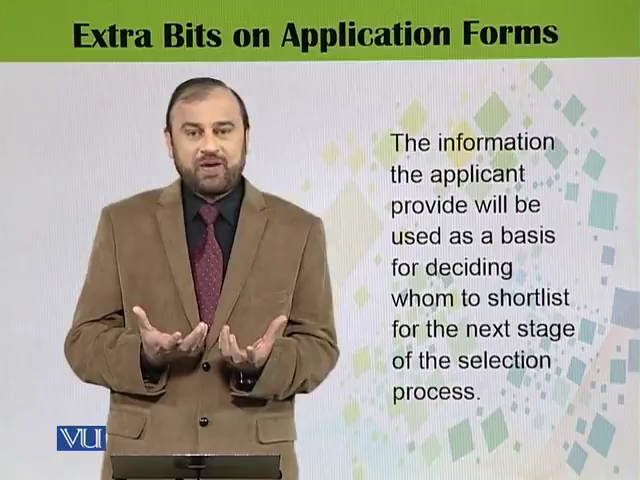 Extra Bits on Application Forms
The information
the applicant
provide will be
used as a basis
for deciding
whom to shortlist
for the next stage
of the selection
process.
VU